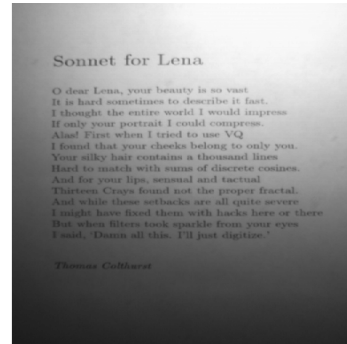 Sonnet for Lena
O dear Lena, your beauty is so vast
It is hard sometimes to describe it fast.
I thought the entire world I would impress
If only your portrait I could compress.
Alas! First when I tried to use VQ
I found that your cheeks belong to only you.
Your silky hair contains a thousand lines
Hard to match with sums of discrete cosines.
And for your lips, sensual and tactual
Thirteen Crays found not the proper fractal.
And while these setbacks are all quite severe
I might have fixed them with hacks here or there
But when filters took sparkle from your eyes
I said, 'Damn all this. I'll just digitize.'
Thomas Colthurst